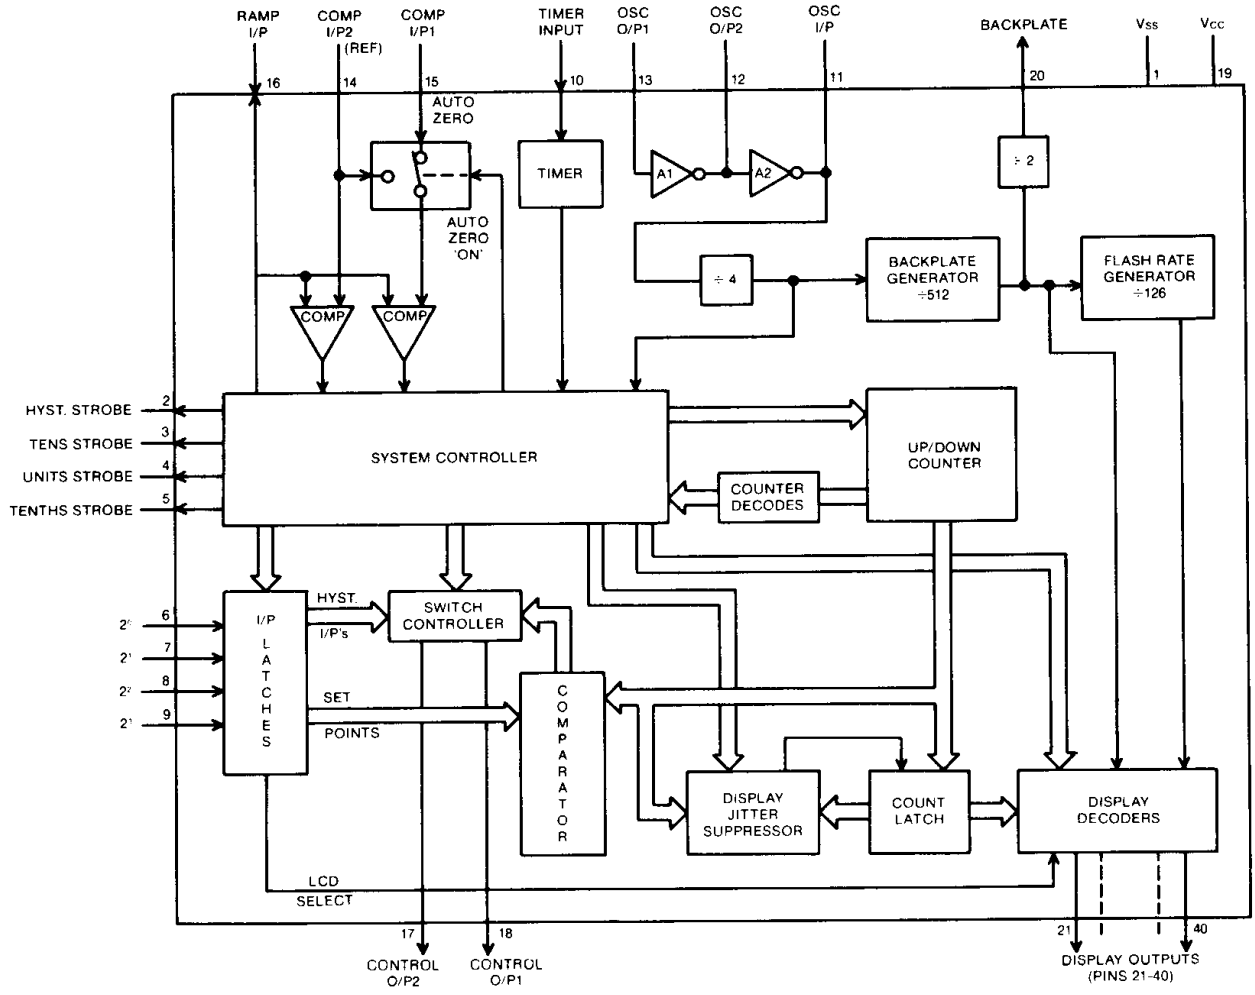 RAMP I/P
COMP I/P2 (REF)
COMP I/P1
TIMER INPUT
OSC O/P1
OSC O/P2
OSC I/P
BACKPLATE
Vss
Vcc
16
14
15
10
13
12
11
20
1
19
AUTO ZERO
TIMER
A1
A2
÷ 2
AUTO ZERO 'ON'
÷ 4
BACKPLATE GENERATOR ÷512
FLASH RATE GENERATOR ÷126
COMP
COMP
HYST. STROBE
2
TENS STROBE
3
UNITS STROBE
4
TENTHS STROBE
5
SYSTEM CONTROLLER
UP/DOWN COUNTER
COUNTER DECODES
6
2¹
7
2²
8
9
I/P LATCHES
HYST. I/P's
SWITCH CONTROLLER
SET POINTS
COMPARATOR
DISPLAY JITTER SUPPRESSOR
COUNT LATCH
DISPLAY DECODERS
LCD SELECT
17
18
21
40
CONTROL O/P2
CONTROL O/P1
DISPLAY OUTPUTS (PINS 21-40)